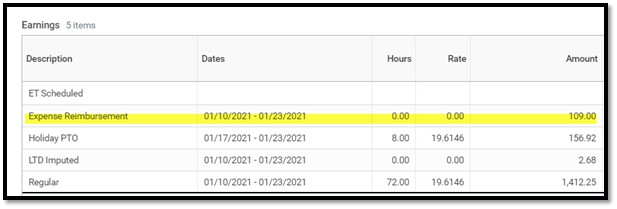 Earnings 5 items
Description Dates Hours Rate Amount
ET Scheduled
Expense Reimbursement 01/10/2021 - 01/23/2021 0.00 0.00 109.00
Holiday PTO 01/17/2021 - 01/23/2021 8.00 19.6146 156.92
LTD Imputed 01/10/2021 - 01/23/2021 0.00 0.00 2.68
Regular 01/10/2021 - 01/23/2021 72.00 19.6146 1,412.25